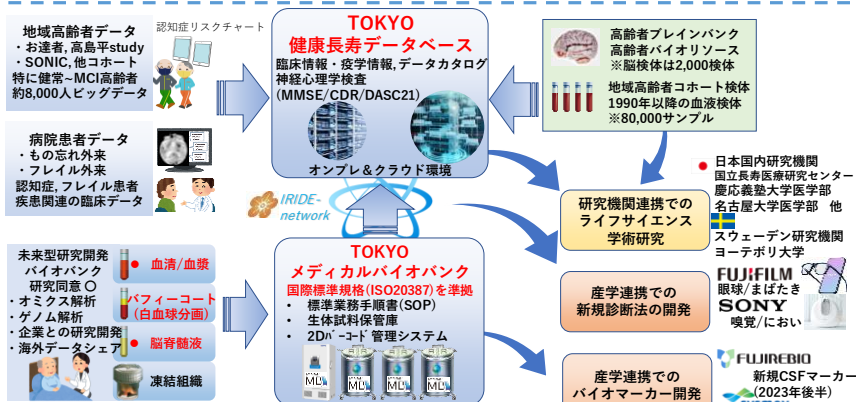 地域高齢者データ
・お達者, 高島平study
・SONIC, 他コホート
特に健常~MCI高齢者
約8,000人ビッグデータ
認知症リスクチャート
病院患者データ
・もの忘れ外来
・フレイル外来
認知症, フレイル患者
疾患関連の臨床データ
TOKYO
健康長寿データベース
臨床情報・疫学情報, データカタログ
神経心理学検査
(MMSE/CDR/DASC21)
オンプレ＆クラウド環境
高齢者ブレインバンク
高齢者バイオリソース
※脳検体は2,000検体
地域高齢者コホート検体
1990年以降の血液検体
※80,000サンプル
IRIDE-
network
研究機関連携での
ライフサイエンス
学術研究
日本国内研究機関
国立長寿医療研究センター
慶応義塾大学医学部
名古屋大学医学部 他
スウェーデン研究機関
ヨーテボリ大学
未来型研究開発
バイオバンク
研究同意〇
・オミクス解析
・ゲノム解析
・企業との研究開発
・海外データシェア
血清/血漿
バフィーコート
(白血球分画)
脳脊髄液
凍結組織
TOKYO
メディカルバイオバンク
国際標準規格(ISO20387)を準拠
・ 標準業務手順書(SOP)
・ 生体試料保管庫
・ 2Dﾊﾞｰｺｰﾄﾞ管理システム
産学連携での
新規診断法の開発
FUJIFILM
眼球/まばたき
SONY
嗅覚/におい
産学連携での
バイオマーカー開発
FUJIREBIO
新規CSFマーカー
(2023年後半)